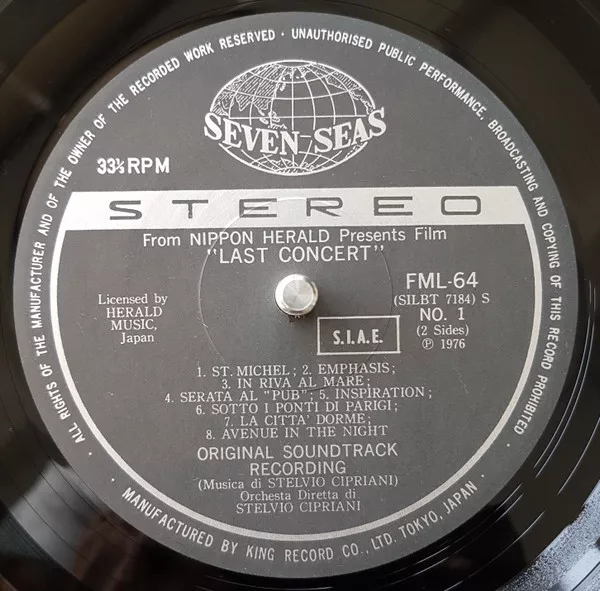 ALL RIGHTS OF THE MANUFACTURER AND OF THE OWNER OF THE RECORDED WORK RESERVED · UNAUTHORISED PUBLIC PERFORMANCE, BROADCASTING AND COPYING OF THIS RECORD PROHIBITED ·
SEVEN SEAS
33⅓ RPM
STEREO
From NIPPON HERALD Presents Film
"LAST CONCERT"
Licensed by
HERALD
MUSIC,
Japan
FML-64
(SILBT 7184) S
NO. 1
(2 Sides)
Ⓟ 1976
S.I.A.E.
1. ST. MICHEL; 2. EMPHASIS;
3. IN RIVA AL MARE;
4. SERATA AL "PUB"; 5. INSPIRATION;
6. SOTTO I PONTI DI PARIGI;
7. LA CITTA' DORME;
8. AVENUE IN THE NIGHT
ORIGINAL SOUNDTRACK
RECORDING
(Musica di STELVIO CIPRIANI)
Orchesta Diretta di
STELVIO CIPRIANI
MANUFACTURED BY KING RECORD CO., LTD. TOKYO, JAPAN ·